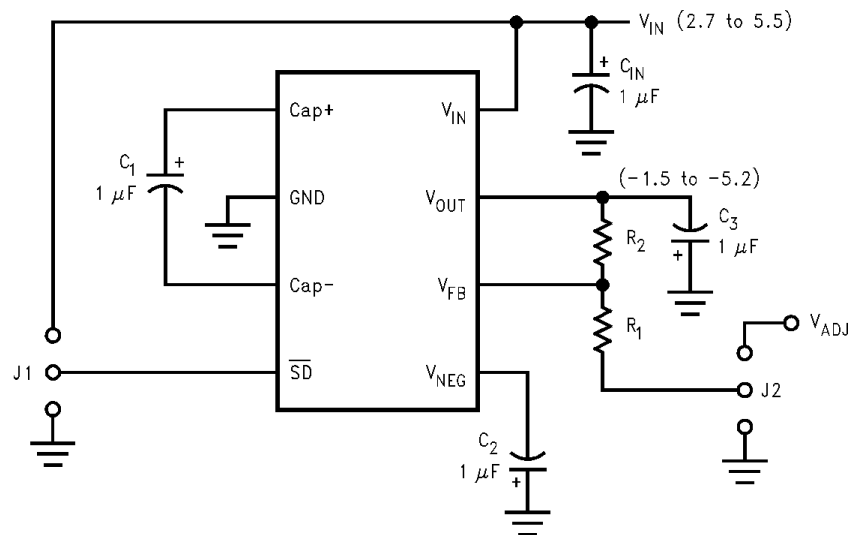 V_IN (2.7 to 5.5)
+
C_IN
1 μF
Cap+
V_IN
C_1
+
1 μF
GND
V_OUT
(-1.5 to -5.2)
R_2
C_3
+
1 μF
Cap-
V_FB
R_1
V_ADJ
J1
S̅D̅
V_NEG
J2
C_2
1 μF
+